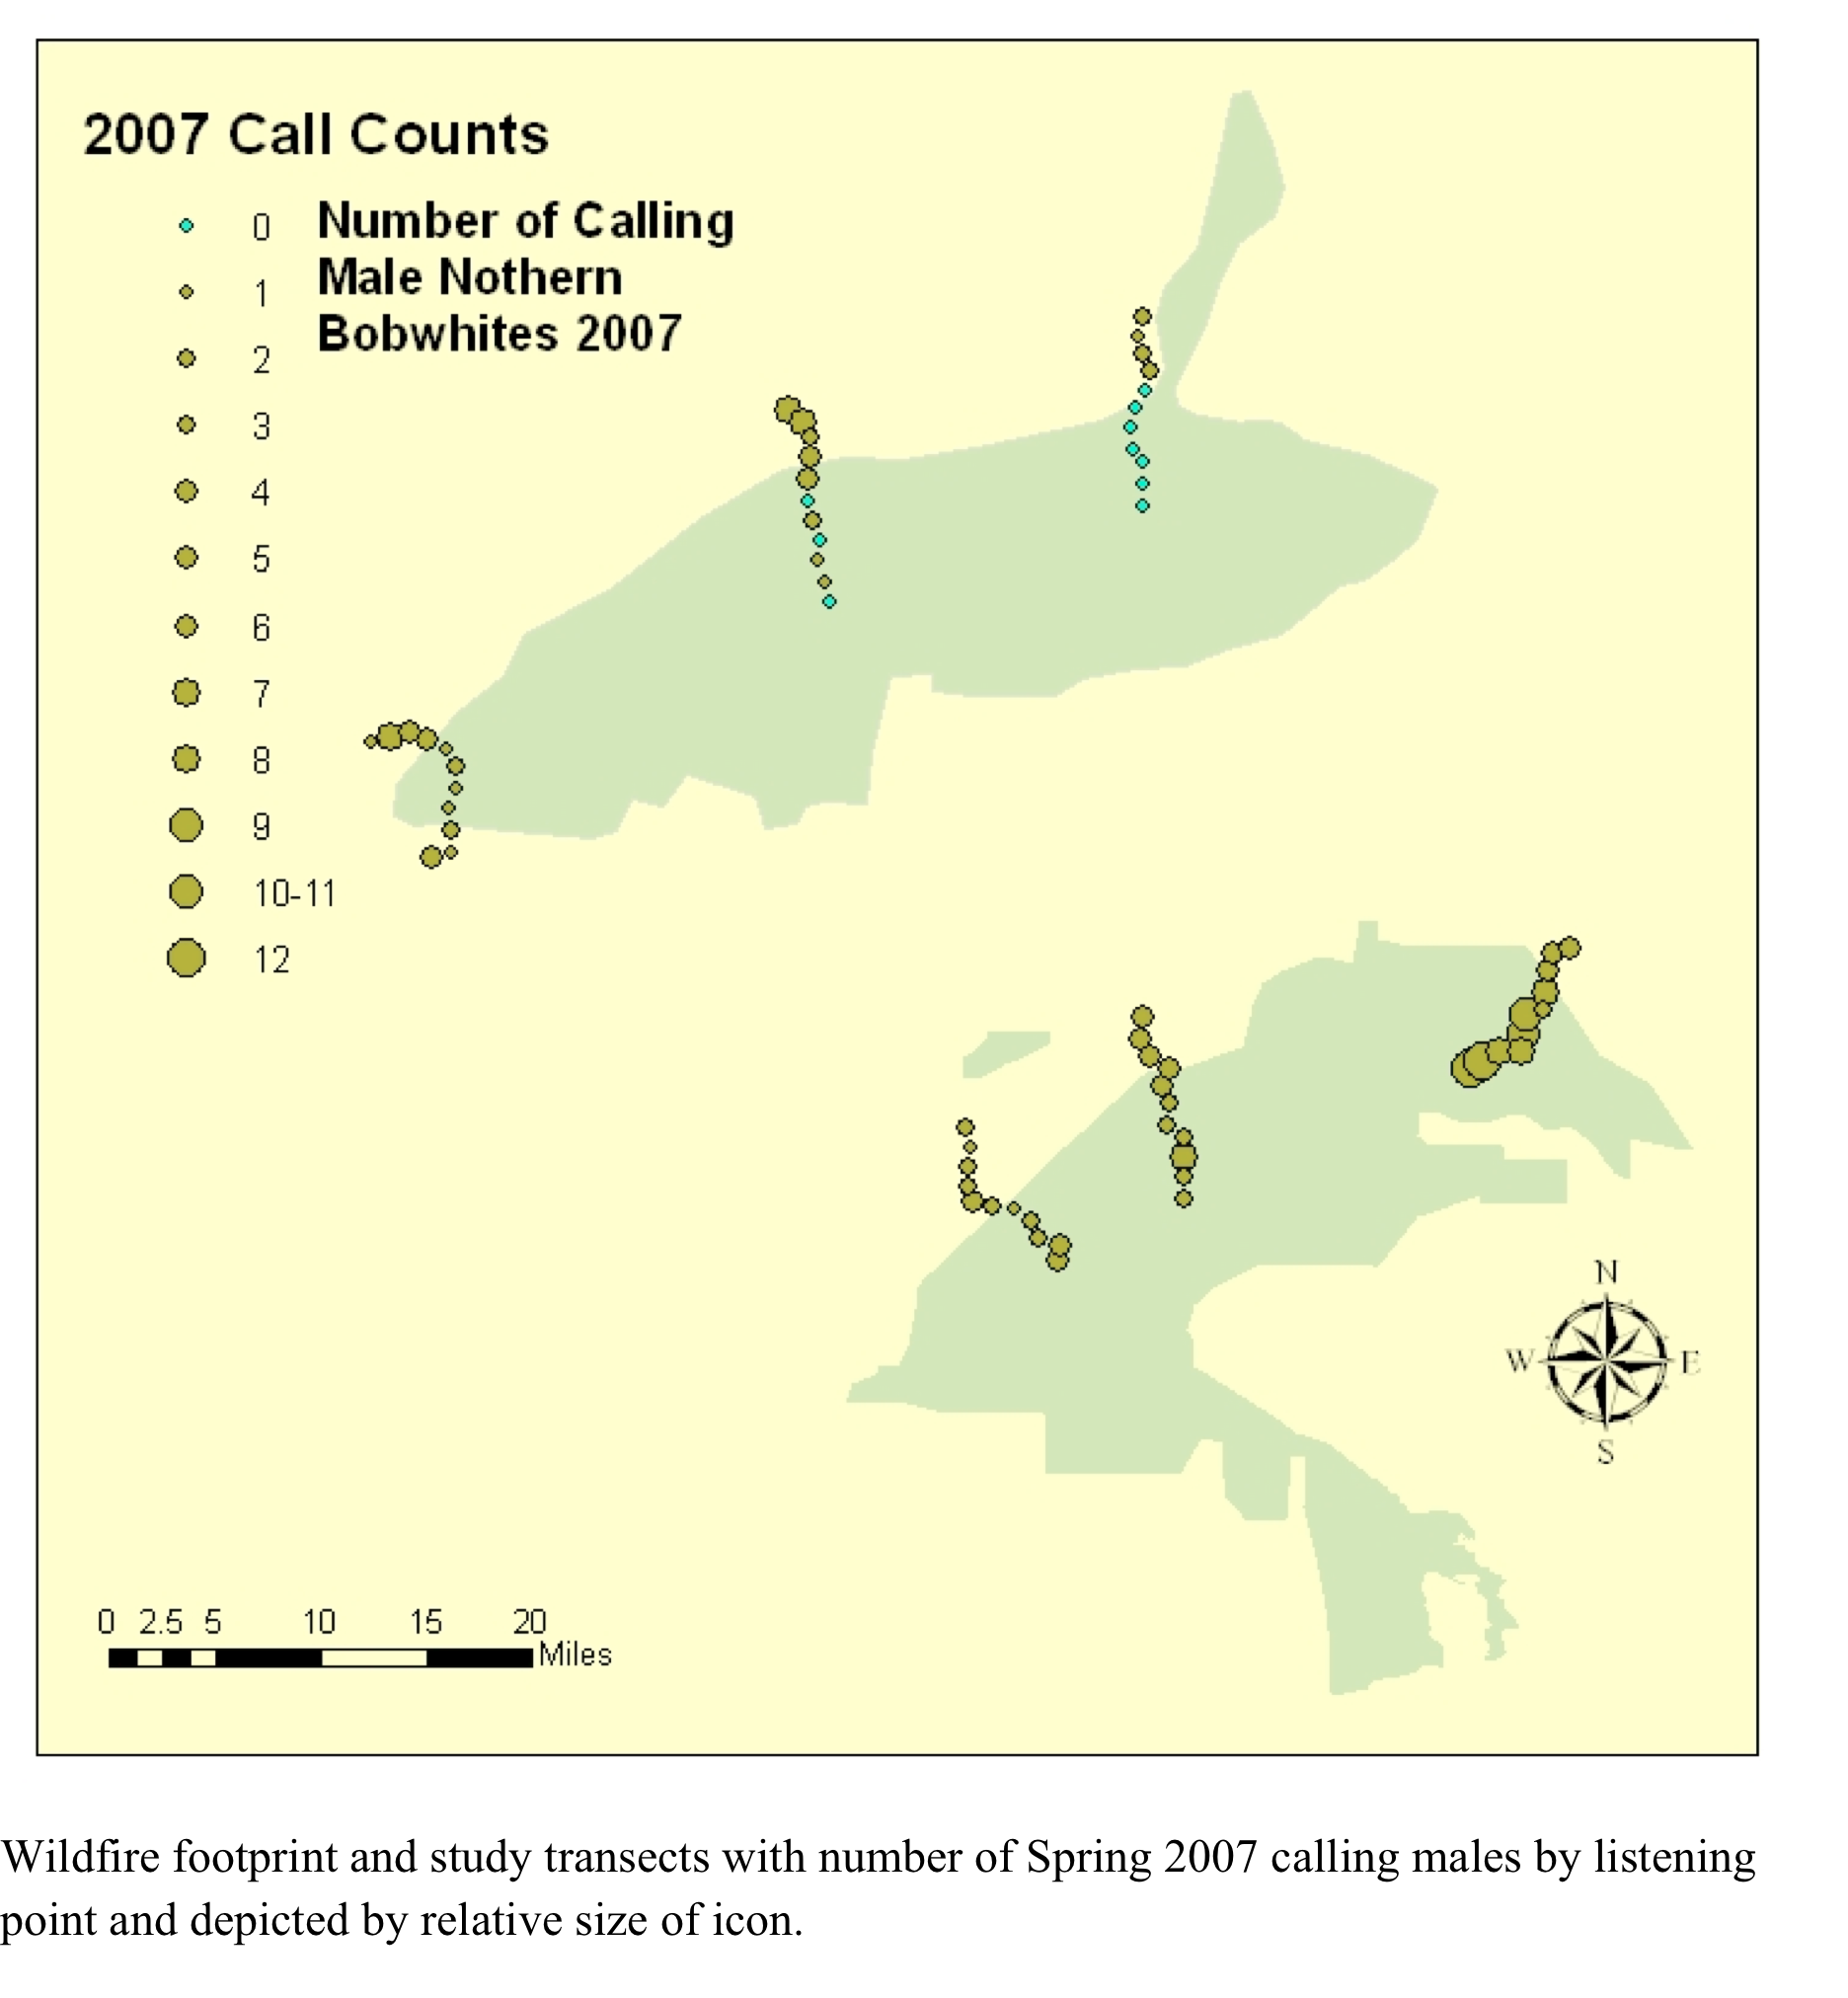 2007 Call Counts
Number of Calling
Male Nothern
Bobwhites 2007
0
1
2
3
4
5
6
7
8
9
10-11
12
N
W E
S
0 2.5 5 10 15 20
Miles
Wildfire footprint and study transects with number of Spring 2007 calling males by listening
point and depicted by relative size of icon.